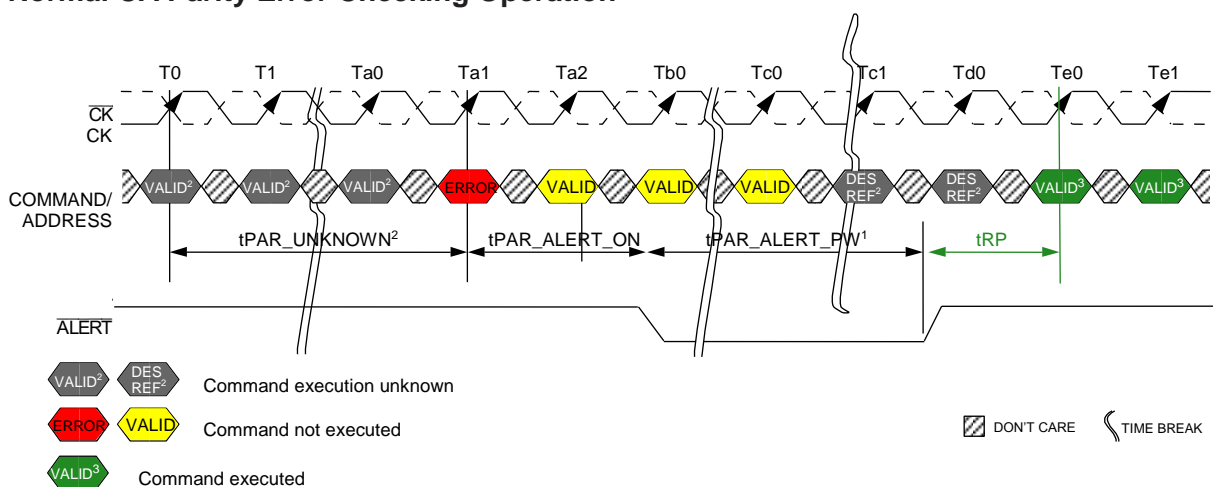 Normal CA Parity Error Checking Operation
T0 T1 Ta0 Ta1 Ta2 Tb0 Tc0 Tc1 Td0 Te0 Te1
CK
CK
COMMAND/
ADDRESS
VALID² VALID² VALID² ERROR VALID VALID VALID DES REF² DES REF² VALID³ VALID³
tPAR_UNKNOWN² tPAR_ALERT_ON tPAR_ALERT_PW¹ tRP
ALERT
VALID² DES REF² Command execution unknown
ERROR VALID Command not executed
DON'T CARE TIME BREAK
VALID³ Command executed